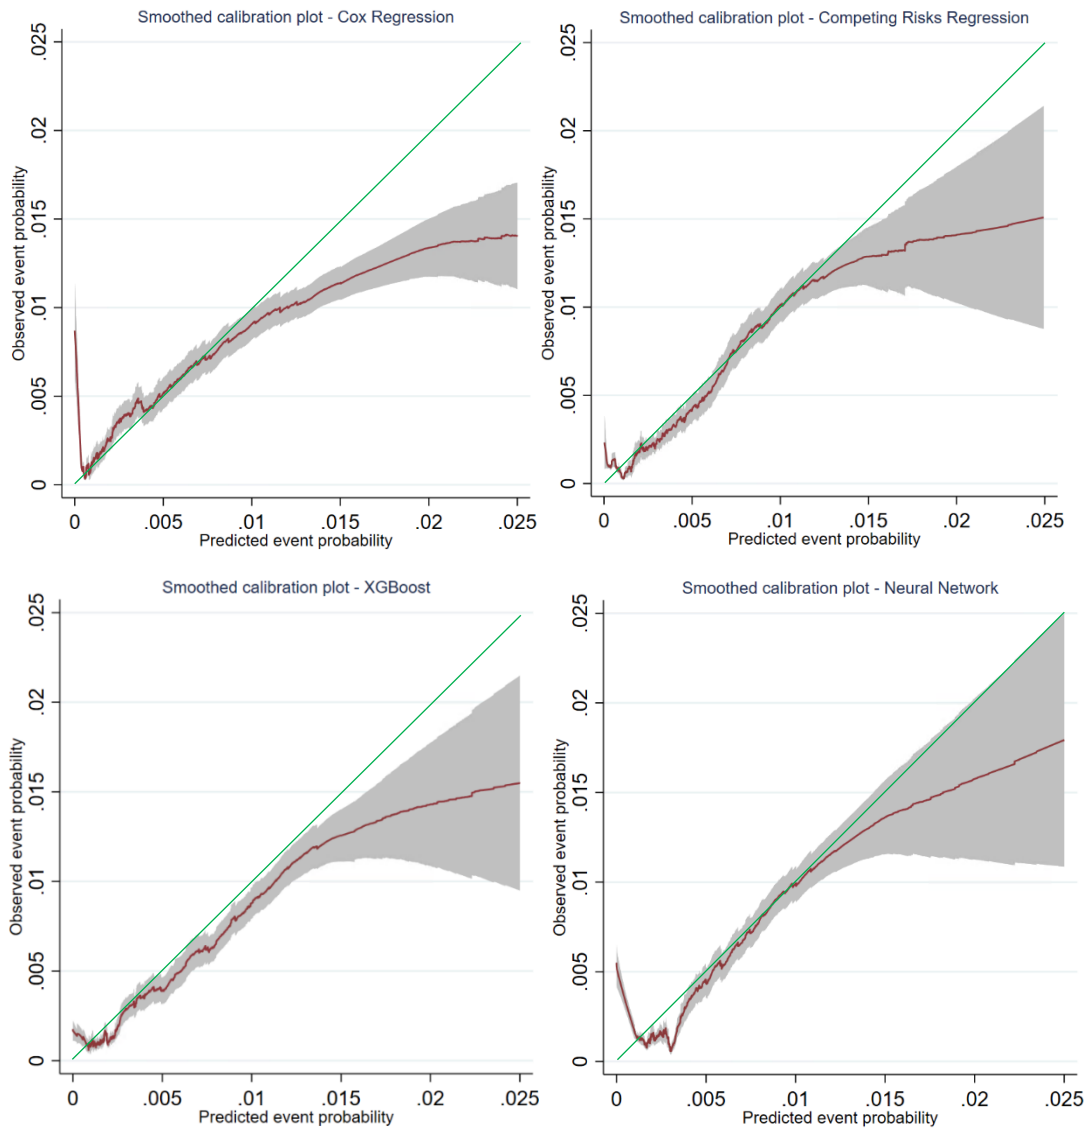 Smoothed calibration plot - Cox Regression
Observed event probability
.025
.02
.015
.01
.005
0
0 .005 .01 .015 .02 .025
Predicted event probability
Smoothed calibration plot - Competing Risks Regression
Observed event probability
.025
.02
.015
.01
.005
0
0 .005 .01 .015 .02 .025
Predicted event probability
Smoothed calibration plot - XGBoost
Observed event probability
.025
.02
.015
.01
.005
0
0 .005 .01 .015 .02 .025
Predicted event probability
Smoothed calibration plot - Neural Network
Observed event probability
.025
.02
.015
.01
.005
0
0 .005 .01 .015 .02 .025
Predicted event probability